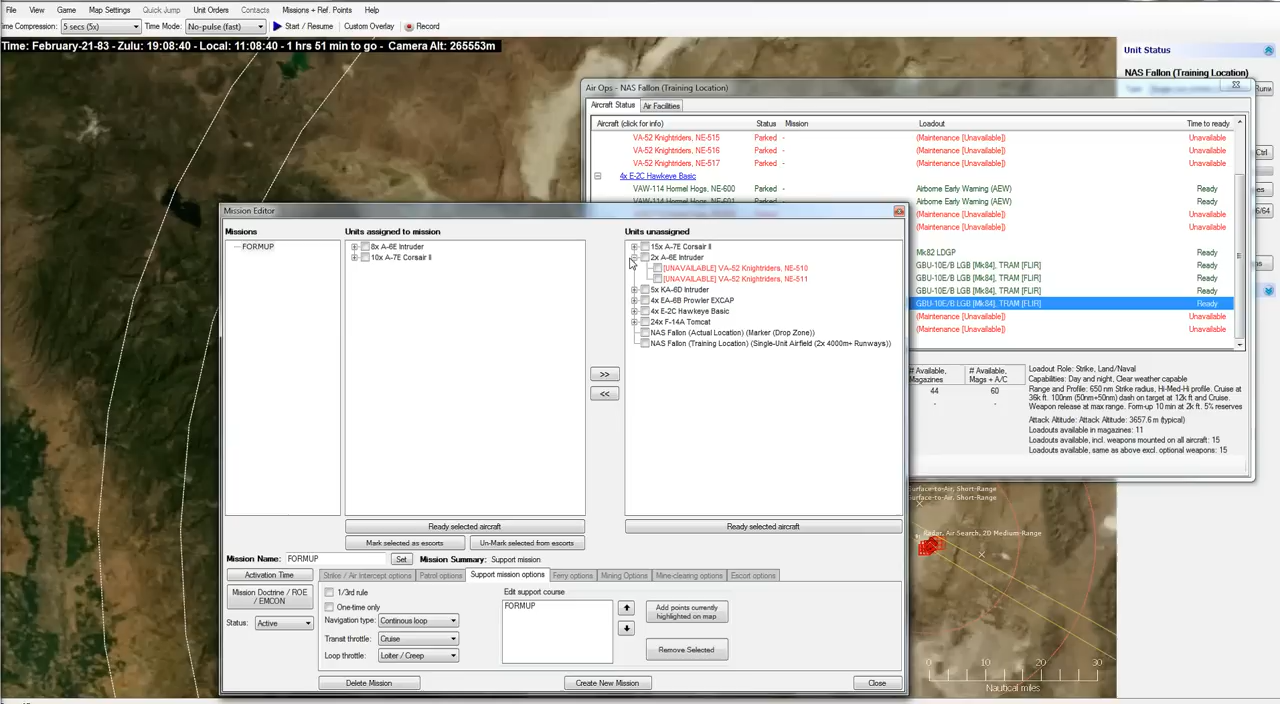 File View Game Map Settings Quick Jump Unit Orders Contacts Missions + Ref. Points Help
me Compression: 5 secs (5x) Time Mode: No-pulse (fast) Start / Resume Custom Overlay Record
Time: February-21-83 - Zulu: 19:08:40 - Local: 11:08:40 - 1 hrs 51 min to go - Camera Alt: 265553m
Unit Status
NAS Fallon (Training Location)
Air Ops - NAS Fallon (Training Location)
Aircraft Status Air Facilities
Aircraft (click for info) Status Mission Loadout Time to ready
VA-52 Knightriders, NE-515 Parked - (Maintenance [Unavailable]) Unavailable
VA-52 Knightriders, NE-516 Parked - (Maintenance [Unavailable]) Unavailable
VA-52 Knightriders, NE-517 Parked - (Maintenance [Unavailable]) Unavailable
4x E-2C Hawkeye Basic
VAW-114 Hormel Hogs, NE-600 Parked - Airborne Early Warning (AEW) Ready
VAW-114 Hormel Hogs, NE-601 Parked - Airborne Early Warning (AEW) Ready
(Maintenance [Unavailable]) Unavailable
(Maintenance [Unavailable]) Unavailable
Mk82 LDGP Ready
GBU-10E/B LGB [Mk84], TRAM [FLIR] Ready
GBU-10E/B LGB [Mk84], TRAM [FLIR] Ready
GBU-10E/B LGB [Mk84], TRAM [FLIR] Ready
GBU-10E/B LGB [Mk84], TRAM [FLIR] Ready
(Maintenance [Unavailable]) Unavailable
(Maintenance [Unavailable]) Unavailable
# Available, Magazines
# Available, Mags + A/C
44 60
- -
Loadout Role: Strike, Land/Naval
Capabilities: Day and night, Clear weather capable
Range and Profile: 650 nm Strike radius, Hi-Med-Hi profile. Cruise at
36k ft. 100nm (50nm+50nm) dash on target at 12k ft and Cruise.
Weapon release at max range. Form-up 10 min at 2k ft. 5% reserves
Attack Altitude: Attack Altitude: 3657.6 m (typical)
Loadouts available in magazines: 11
Loadouts available, incl. weapons mounted on all aircraft: 15
Loadouts available, same as above excl. optional weapons: 15
Mission Editor
Missions
FORMUP
Units assigned to mission
8x A-6E Intruder
10x A-7E Corsair II
>>
<<
Units unassigned
15x A-7E Corsair II
2x A-6E Intruder
[UNAVAILABLE] VA-52 Knightriders, NE-510
[UNAVAILABLE] VA-52 Knightriders, NE-511
5x KA-6D Intruder
4x EA-6B Prowler EXCAP
4x E-2C Hawkeye Basic
24x F-14A Tomcat
NAS Fallon (Actual Location) (Marker (Drop Zone))
NAS Fallon (Training Location) (Single-Unit Airfield (2x 4000m+ Runways))
Ready selected aircraft Ready selected aircraft
Mark selected as escorts Un-Mark selected from escorts
Mission Name: FORMUP Set Mission Summary: Support mission
Activation Time
Mission Doctrine / ROE / EMCON
Status: Active
Strike / Air Intercept options Patrol options Support mission options Ferry options Mining Options Mine-clearing options Escort options
1/3rd rule
One-time only
Navigation type: Continous loop
Transit throttle: Cruise
Loop throttle: Loiter / Creep
Edit support course
FORMUP
Add points currently highlighted on map
Remove Selected
Delete Mission Create New Mission Close
Surface-to-Air, Short-Range
Surface-to-Air, Short-Range
Radar, Air Search, 2D Medium-Range
0 10 20 30
Nautical miles